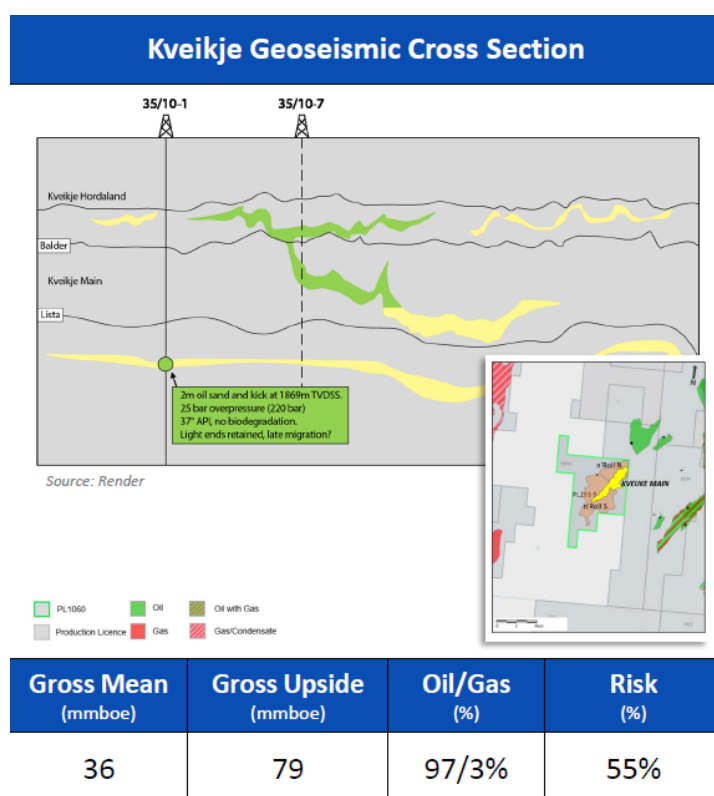 Kveikje Geoseismic Cross Section
35/10-1
35/10-7
Kveikje Hordaland
Balder
Kveikje Main
Lista
2m oil sand and kick at 1869m TVDSS.
25 bar overpressure (220 bar)
37° API, no biodegradation.
Light ends retained, late migration?
N
n'Roll N
KVEIKJE MAIN
n'Roll S
Source: Render
PL1060
Oil
Oil with Gas
Production Licence
Gas
Gas/Condensate
Gross Mean
(mmboe)
Gross Upside
(mmboe)
Oil/Gas
(%)
Risk
(%)
36
79
97/3%
55%